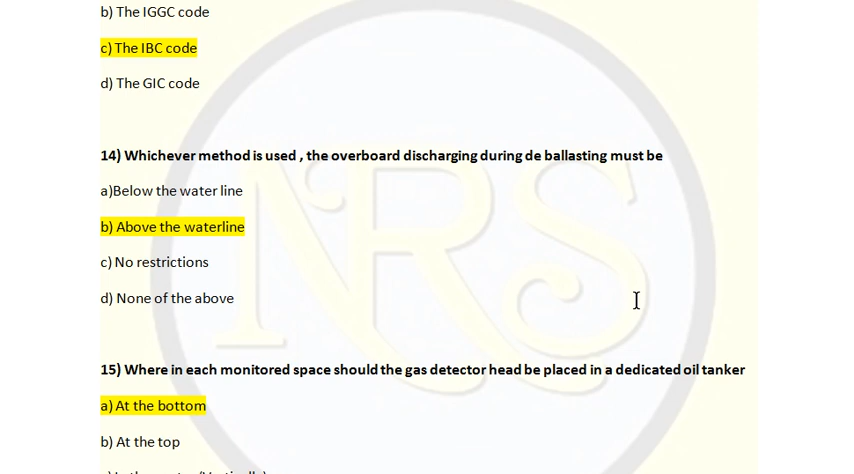 b) The IGGC code
c) The IBC code
d) The GIC code
14) Whichever method is used , the overboard discharging during de ballasting must be
a)Below the water line
b) Above the waterline
c) No restrictions
d) None of the above
15) Where in each monitored space should the gas detector head be placed in a dedicated oil tanker
a) At the bottom
b) At the top
NRS